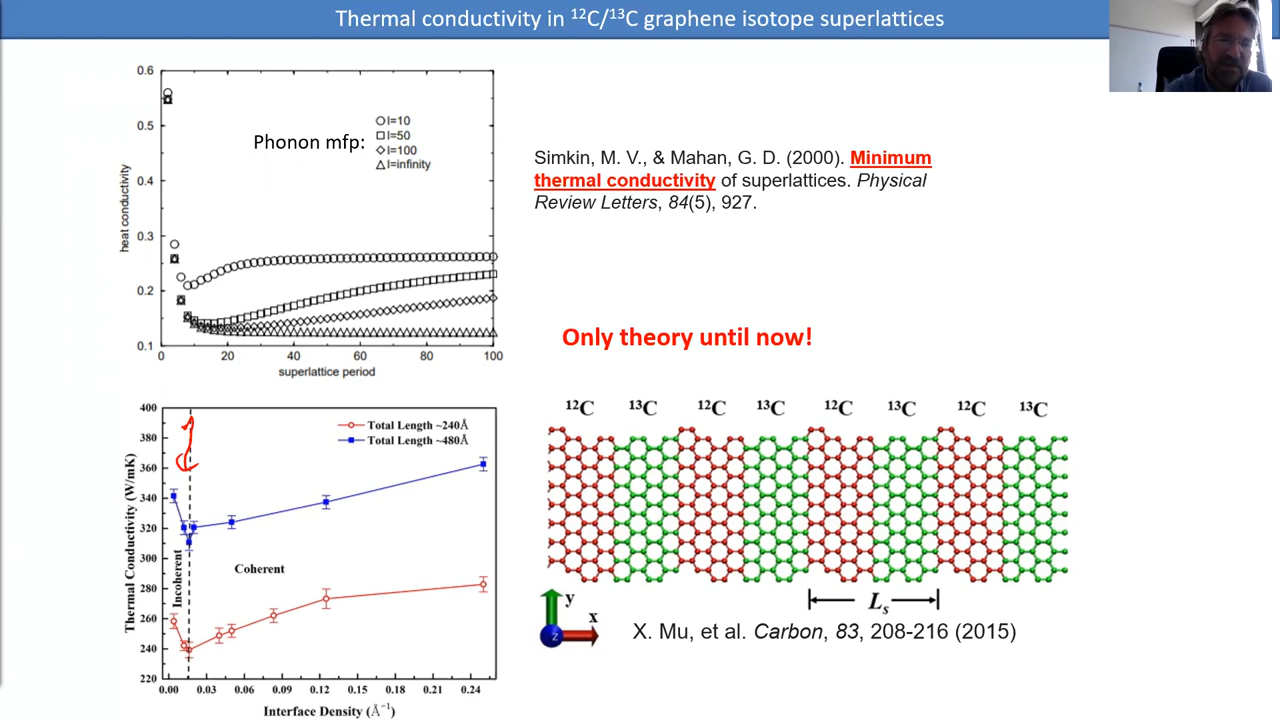 Thermal conductivity in ¹²C/¹³C graphene isotope superlattices
0.6
0.5
0.4
0.3
0.2
0.1
heat conductivity
Phonon mfp:
l=10
l=50
l=100
l=infinity
0 20 40 60 80 100
superlattice period
Simkin, M. V., & Mahan, G. D. (2000). Minimum
thermal conductivity of superlattices. Physical
Review Letters, 84(5), 927.
Only theory until now!
400
380
360
340
320
300
280
260
240
220
Thermal Conductivity (W/mK)
Total Length ~240Å
Total Length ~480Å
Incoherent
Coherent
0.00 0.03 0.06 0.09 0.12 0.15 0.18 0.21 0.24
Interface Density (Å⁻¹)
¹²C ¹³C ¹²C ¹³C ¹²C ¹³C ¹²C ¹³C
Lₛ
y
x
z
X. Mu, et al. Carbon, 83, 208-216 (2015)